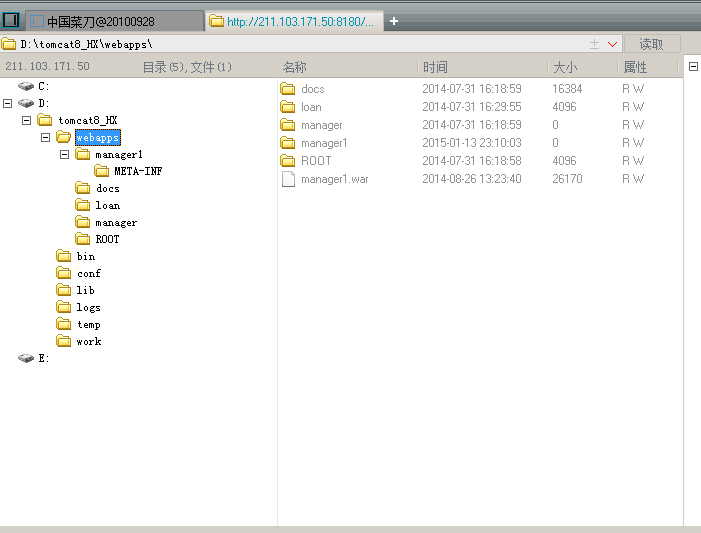 中国菜刀@20100928 http://211.103.171.50:8180/... +
D:\tomcat8_HX\webapps\ 读取
211.103.171.50 目录(5),文件(1) 名称 时间 大小 属性
C:
D:
tomcat8_HX
webapps
manager1
META-INF
docs
loan
manager
ROOT
bin
conf
lib
logs
temp
work
E:
docs 2014-07-31 16:18:59 16384 R W
loan 2014-07-31 16:29:55 4096 R W
manager 2014-07-31 16:18:59 0 R W
manager1 2015-01-13 23:10:03 0 R W
ROOT 2014-07-31 16:18:58 4096 R W
manager1.war 2014-08-26 13:23:40 26170 R W